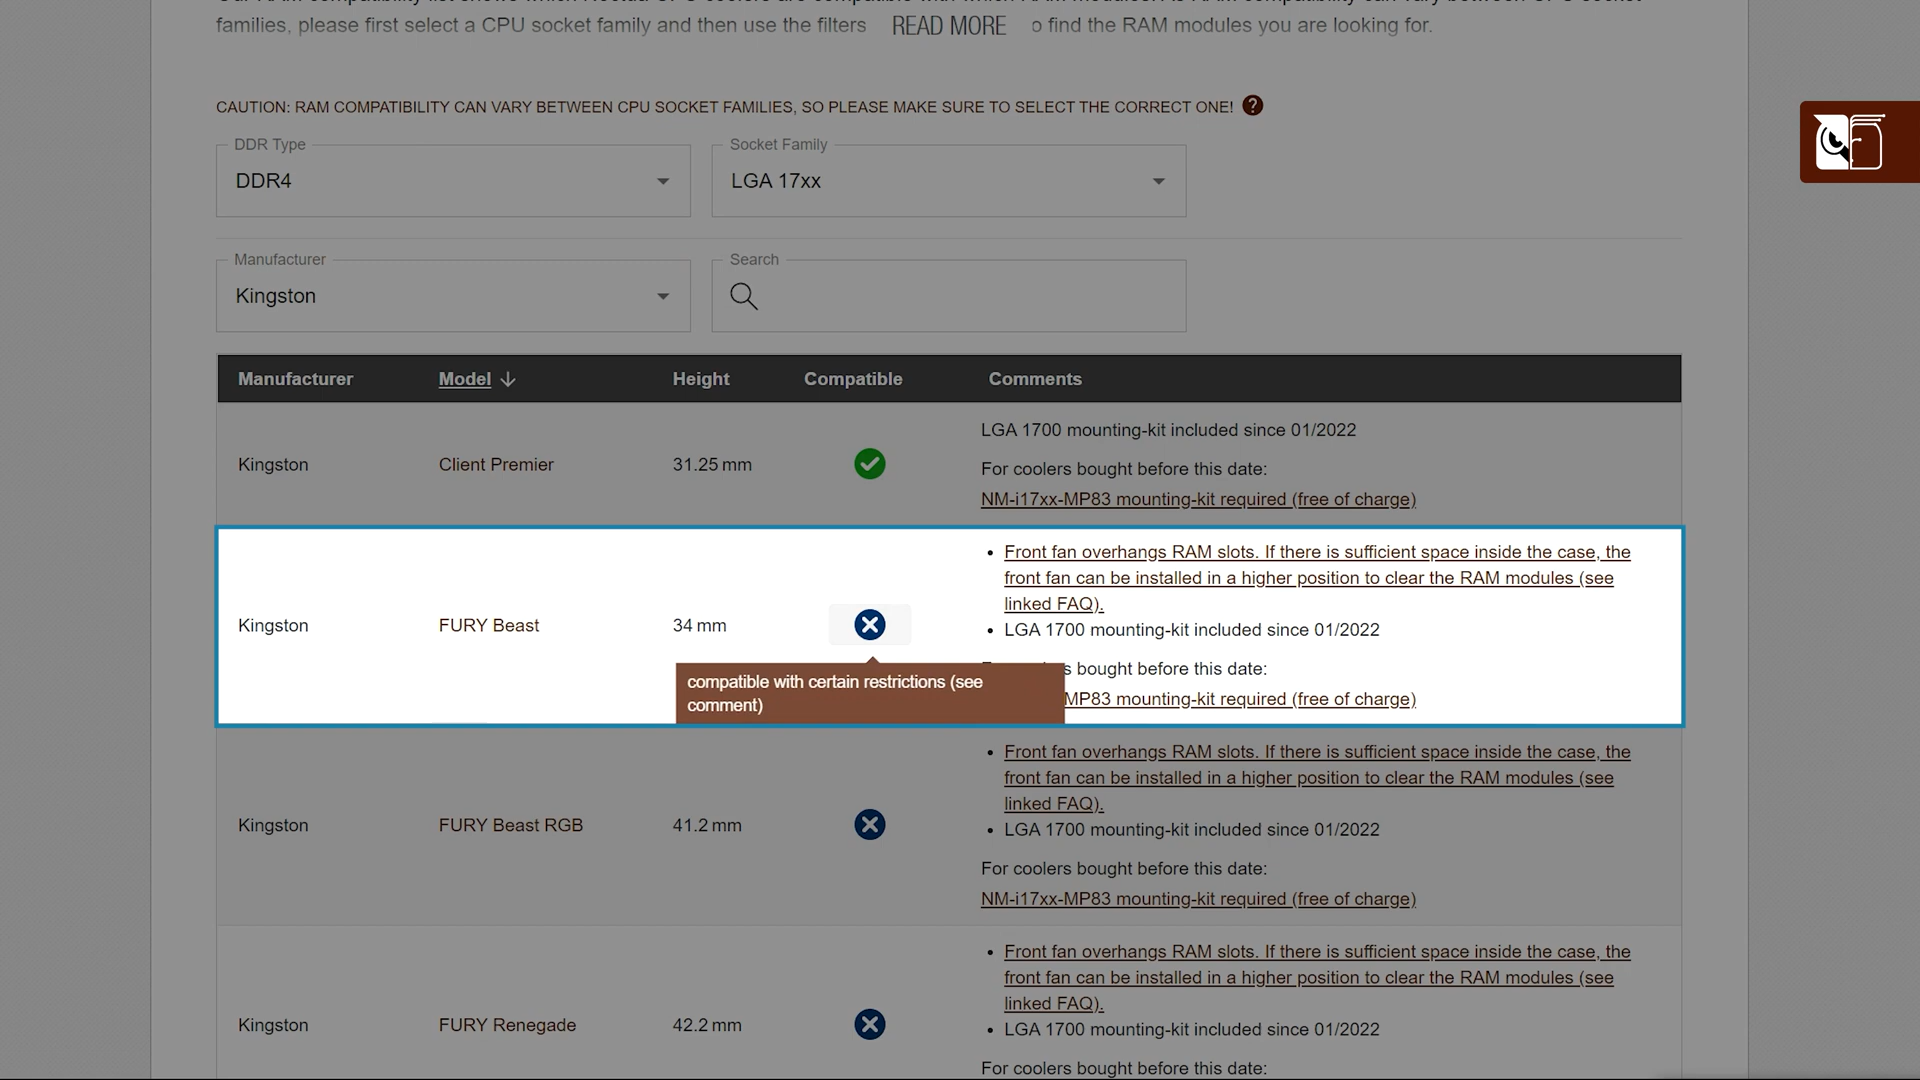 families, please first select a CPU socket family and then use the filters READ MORE o find the RAM modules you are looking for.
CAUTION: RAM COMPATIBILITY CAN VARY BETWEEN CPU SOCKET FAMILIES, SO PLEASE MAKE SURE TO SELECT THE CORRECT ONE! ?
DDR Type
DDR4
Socket Family
LGA 17xx
Manufacturer
Kingston
Search
Manufacturer Model Height Compatible Comments
Kingston Client Premier 31.25 mm
LGA 1700 mounting-kit included since 01/2022
For coolers bought before this date:
NM-i17xx-MP83 mounting-kit required (free of charge)
Kingston FURY Beast 34 mm
• Front fan overhangs RAM slots. If there is sufficient space inside the case, the
front fan can be installed in a higher position to clear the RAM modules (see
linked FAQ).
• LGA 1700 mounting-kit included since 01/2022
s bought before this date:
MP83 mounting-kit required (free of charge)
compatible with certain restrictions (see
comment)
Kingston FURY Beast RGB 41.2 mm
• Front fan overhangs RAM slots. If there is sufficient space inside the case, the
front fan can be installed in a higher position to clear the RAM modules (see
linked FAQ).
• LGA 1700 mounting-kit included since 01/2022
For coolers bought before this date:
NM-i17xx-MP83 mounting-kit required (free of charge)
Kingston FURY Renegade 42.2 mm
• Front fan overhangs RAM slots. If there is sufficient space inside the case, the
front fan can be installed in a higher position to clear the RAM modules (see
linked FAQ).
• LGA 1700 mounting-kit included since 01/2022
For coolers bought before this date: